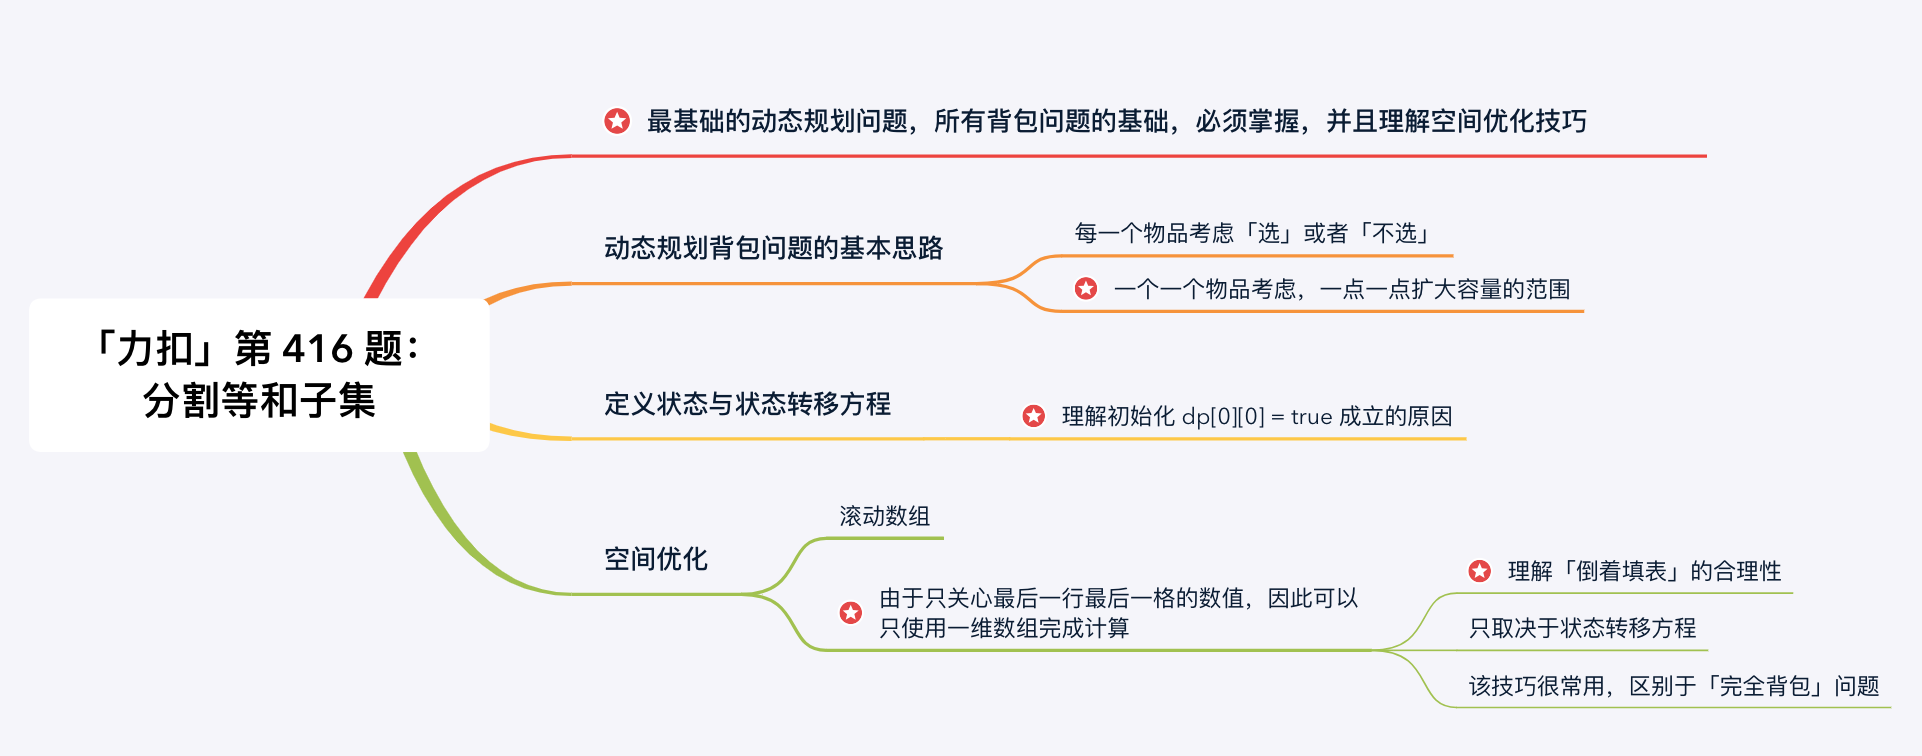 「力扣」第 416 题：
分割等和子集
最基础的动态规划问题，所有背包问题的基础，必须掌握，并且理解空间优化技巧
动态规划背包问题的基本思路
每一个物品考虑「选」或者「不选」
一个一个物品考虑，一点一点扩大容量的范围
定义状态与状态转移方程
理解初始化 dp[0][0] = true 成立的原因
空间优化
滚动数组
由于只关心最后一行最后一格的数值，因此可以
只使用一维数组完成计算
理解「倒着填表」的合理性
只取决于状态转移方程
该技巧很常用，区别于「完全背包」问题